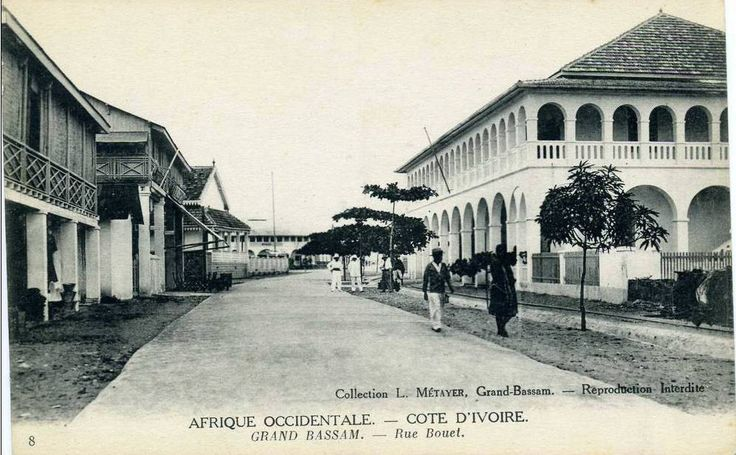 Collection L. MÉTAYER, Grand-Bassam. — Reproduction Interdite
AFRIQUE OCCIDENTALE. — COTE D'IVOIRE.
8 GRAND BASSAM. — Rue Bouet.